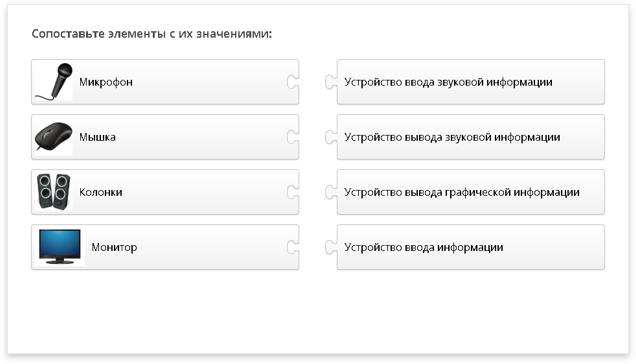 Сопоставьте элементы с их значениями:
Микрофон
Устройство ввода звуковой информации
Мышка
Устройство вывода звуковой информации
Колонки
Устройство вывода графической информации
Монитор
Устройство ввода информации